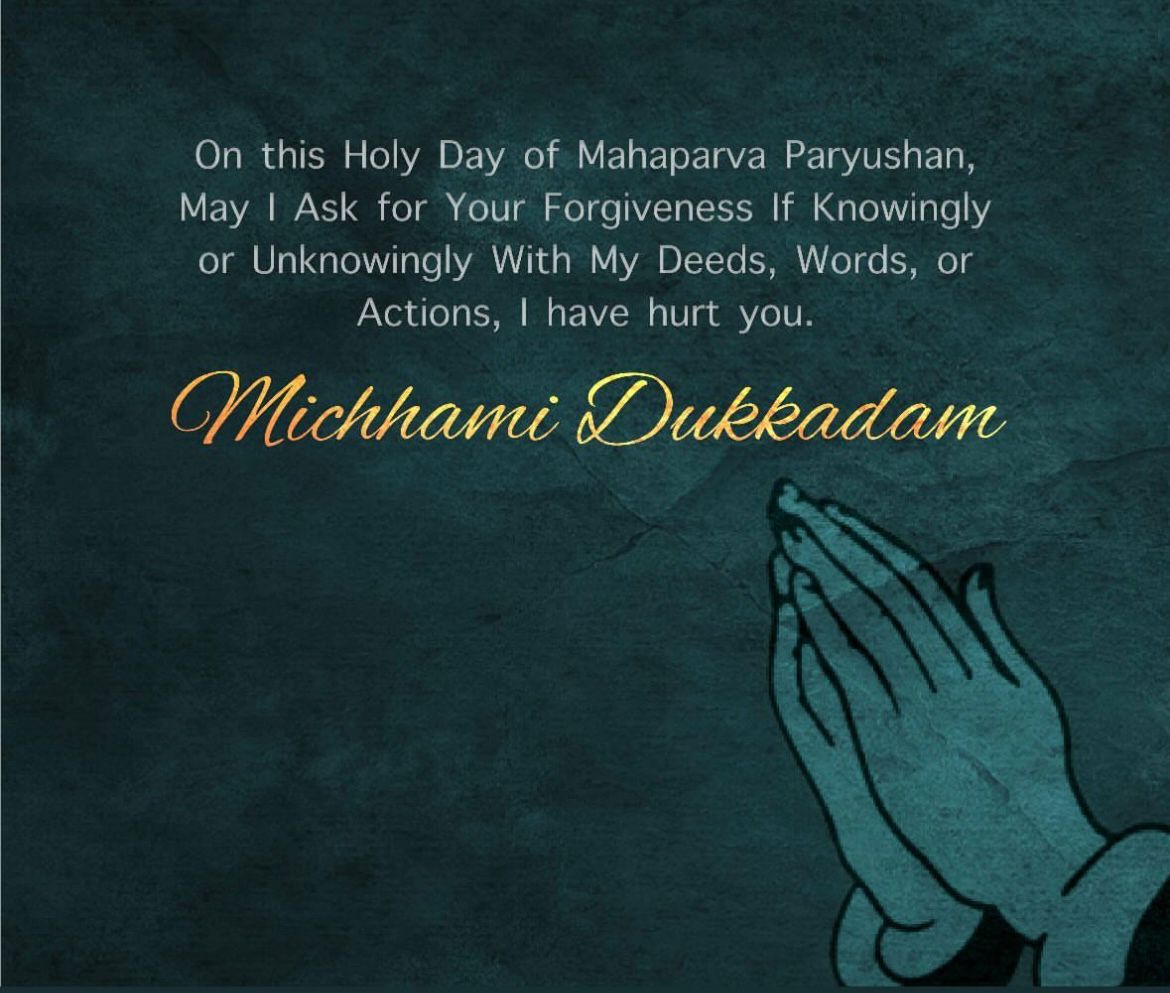 On this Holy Day of Mahaparva Paryushan,
May I Ask for Your Forgiveness If Knowingly
or Unknowingly With My Deeds, Words, or
Actions, I have hurt you.
Michhami Dukkadam